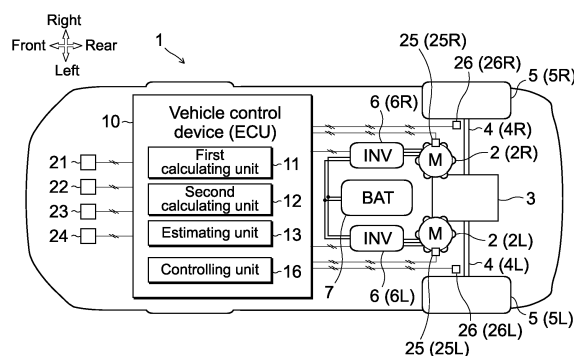 Right
Front
Rear
Left
1
25 (25R)
26 (26R)
5 (5R)
10
Vehicle control
device (ECU)
6 (6R)
4 (4R)
INV
M
2 (2R)
21
First
calculating unit
11
22
Second
calculating unit
12
BAT
3
23
Estimating unit
13
24
INV
M
2 (2L)
Controlling unit
16
7
6 (6L)
4 (4L)
25 (25L)
26 (26L)
5 (5L)